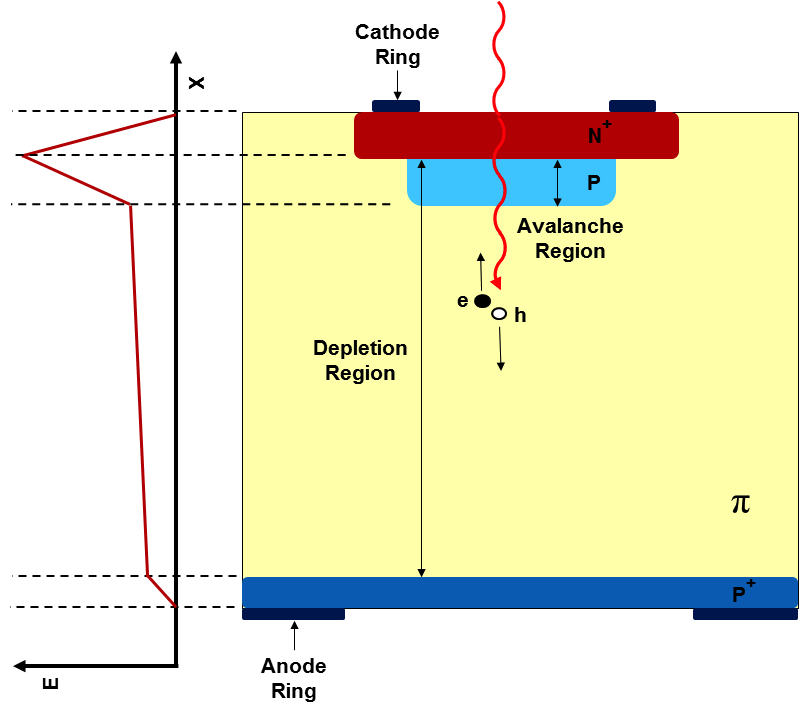 Cathode
Ring
X
N+
P
Avalanche
Region
e
h
Depletion
Region
π
P+
Anode
Ring
E